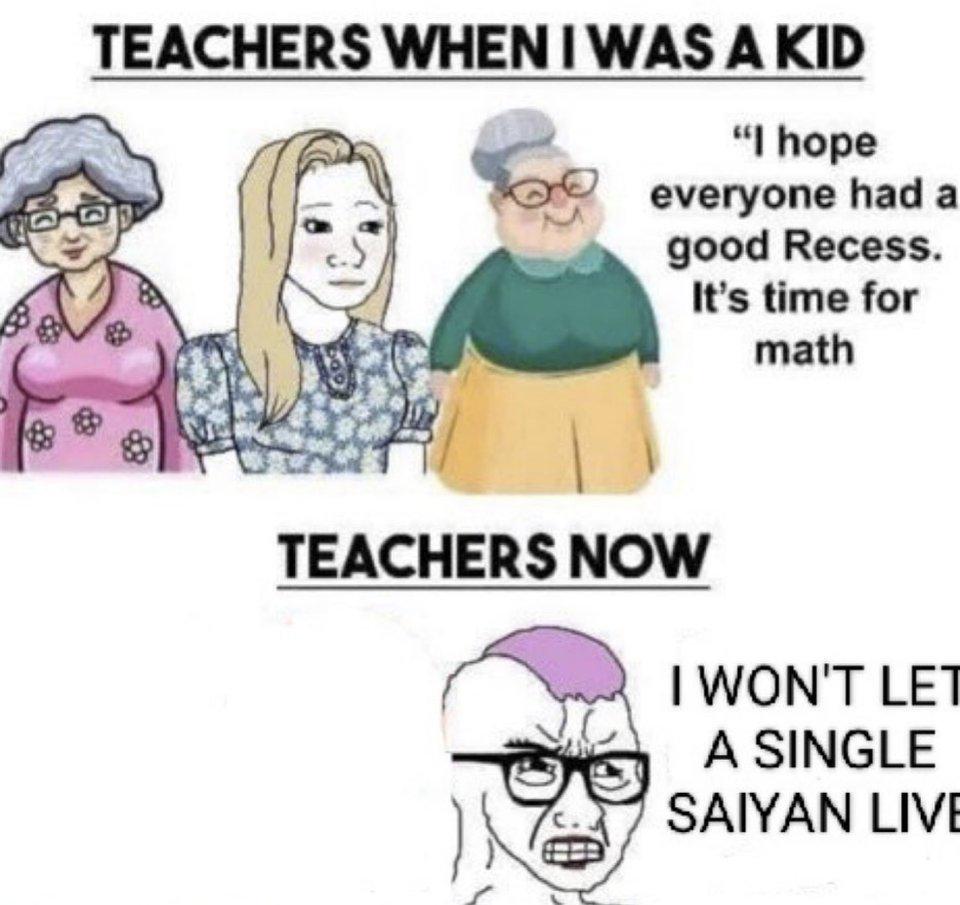 TEACHERS WHEN I WAS A KID
“I hope
everyone had a
good Recess.
It’s time for
math
TEACHERS NOW
I WON'T LET
A SINGLE
SAIYAN LIVE